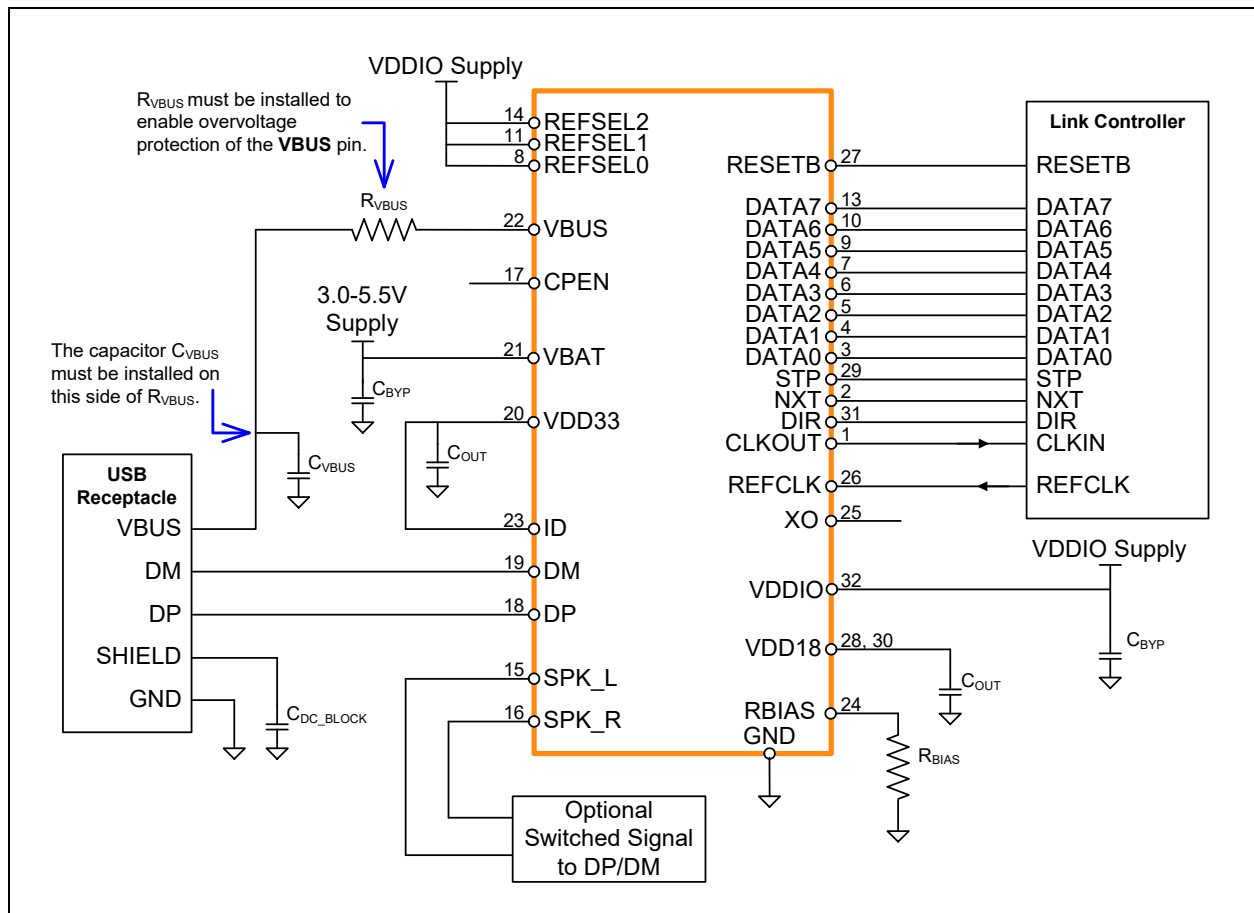 VDDIO Supply
RVBUS must be installed to
enable overvoltage
protection of the VBUS pin.
RVBUS
14
REFSEL2
11
REFSEL1
8
REFSEL0
22
VBUS
17
CPEN
3.0-5.5V
Supply
21
VBAT
CBYP
The capacitor CVBUS
must be installed on
this side of RVBUS.
20
VDD33
COUT
CVBUS
23
ID
19
DM
18
DP
15
SPK_L
16
SPK_R
USB
Receptacle
VBUS
DM
DP
SHIELD
GND
CDC_BLOCK
Optional
Switched Signal
to DP/DM
RESETB
27
DATA7
13
DATA6
10
DATA5
9
DATA4
7
DATA3
6
DATA2
5
DATA1
4
DATA0
3
STP
29
NXT
2
DIR
31
CLKOUT
1
REFCLK
26
XO
25
VDDIO
32
VDD18
28, 30
RBIAS
24
GND
Link Controller
RESETB
DATA7
DATA6
DATA5
DATA4
DATA3
DATA2
DATA1
DATA0
STP
NXT
DIR
CLKIN
REFCLK
VDDIO Supply
CBYP
COUT
RBIAS